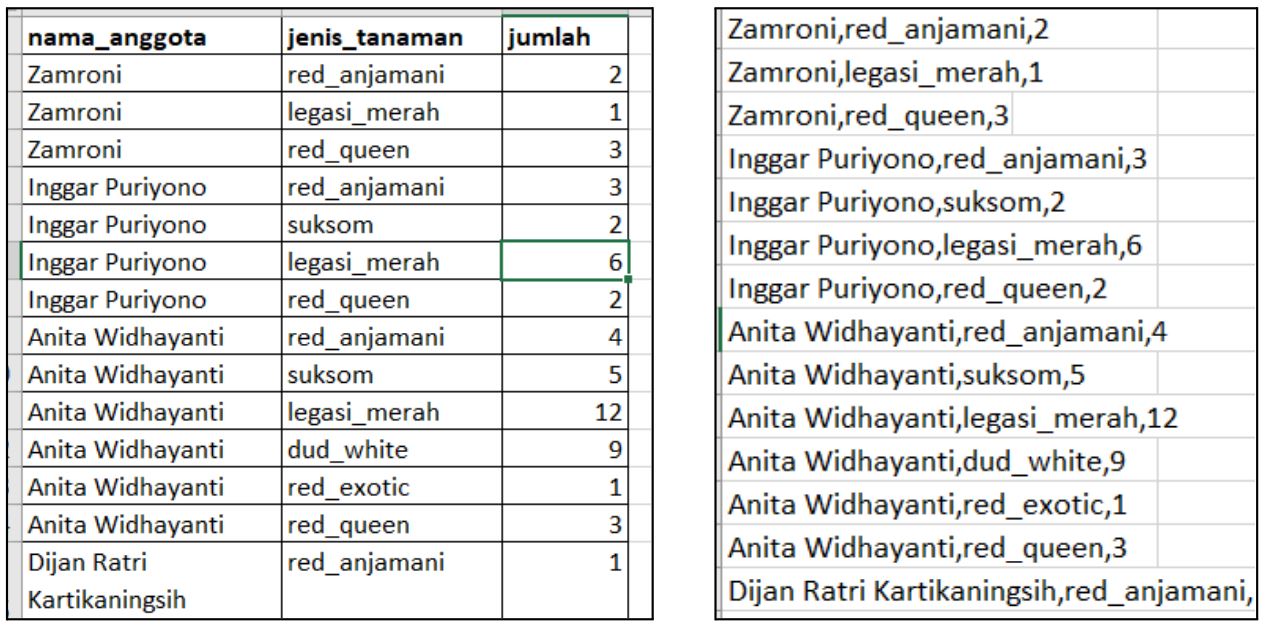 nama_anggota jenis_tanaman jumlah
Zamroni red_anjamani 2
Zamroni legasi_merah 1
Zamroni red_queen 3
Inggar Puriyono red_anjamani 3
Inggar Puriyono suksom 2
Inggar Puriyono legasi_merah 6
Inggar Puriyono red_queen 2
Anita Widhayanti red_anjamani 4
Anita Widhayanti suksom 5
Anita Widhayanti legasi_merah 12
Anita Widhayanti dud_white 9
Anita Widhayanti red_exotic 1
Anita Widhayanti red_queen 3
Dijan Ratri red_anjamani 1
Kartikaningsih
Zamroni,red_anjamani,2
Zamroni,legasi_merah,1
Zamroni,red_queen,3
Inggar Puriyono,red_anjamani,3
Inggar Puriyono,suksom,2
Inggar Puriyono,legasi_merah,6
Inggar Puriyono,red_queen,2
Anita Widhayanti,red_anjamani,4
Anita Widhayanti,suksom,5
Anita Widhayanti,legasi_merah,12
Anita Widhayanti,dud_white,9
Anita Widhayanti,red_exotic,1
Anita Widhayanti,red_queen,3
Dijan Ratri Kartikaningsih,red_anjamani,